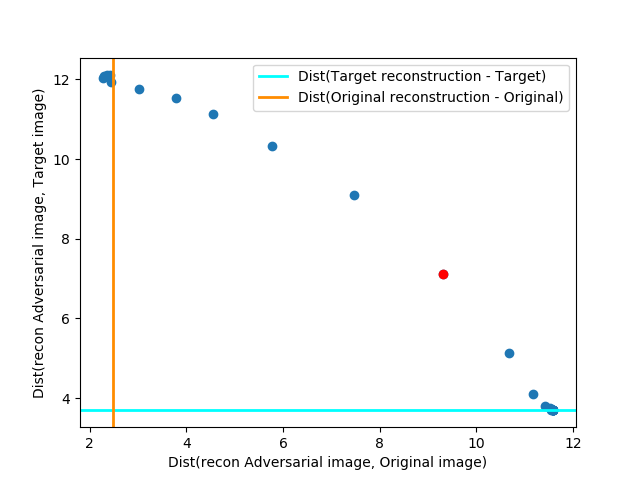 Dist(Target reconstruction - Target)
Dist(Original reconstruction - Original)
12
10
8
6
4
Dist(recon Adversarial image, Target image)
2
4
6
8
10
12
Dist(recon Adversarial image, Original image)